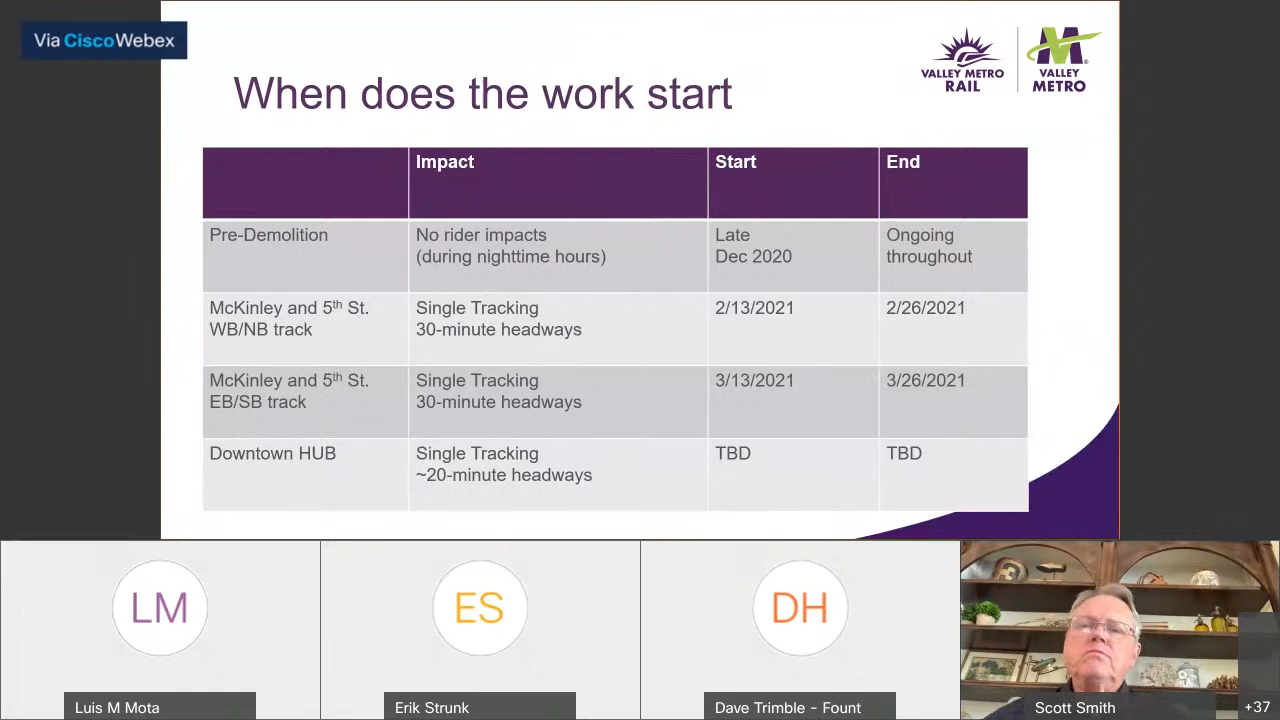 Via Cisco Webex
When does the work start
VALLEY METRO
RAIL
VALLEY
METRO
Impact
Start
End
Pre-Demolition
No rider impacts
(during nighttime hours)
Late
Dec 2020
Ongoing
throughout
McKinley and 5th St.
WB/NB track
Single Tracking
30-minute headways
2/13/2021
2/26/2021
McKinley and 5th St.
EB/SB track
Single Tracking
30-minute headways
3/13/2021
3/26/2021
Downtown HUB
Single Tracking
~20-minute headways
TBD
TBD
LM
ES
DH
Luis M Mota
Erik Strunk
Dave Trimble - Fount
Scott Smith
+37